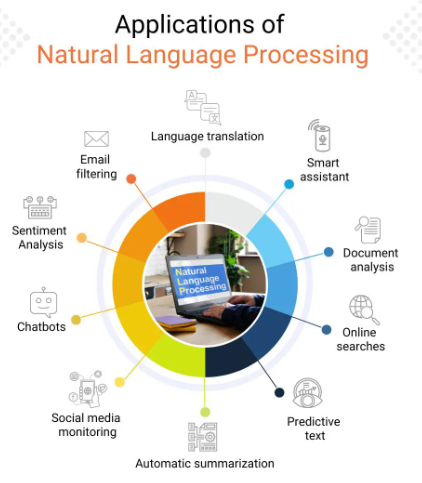 Applications of
Natural Language Processing
Language translation
Smart
assistant
Document
analysis
Online
searches
Predictive
text
Automatic summarization
Social media
monitoring
Chatbots
Sentiment
Analysis
Email
filtering
Natural
Language
Processing